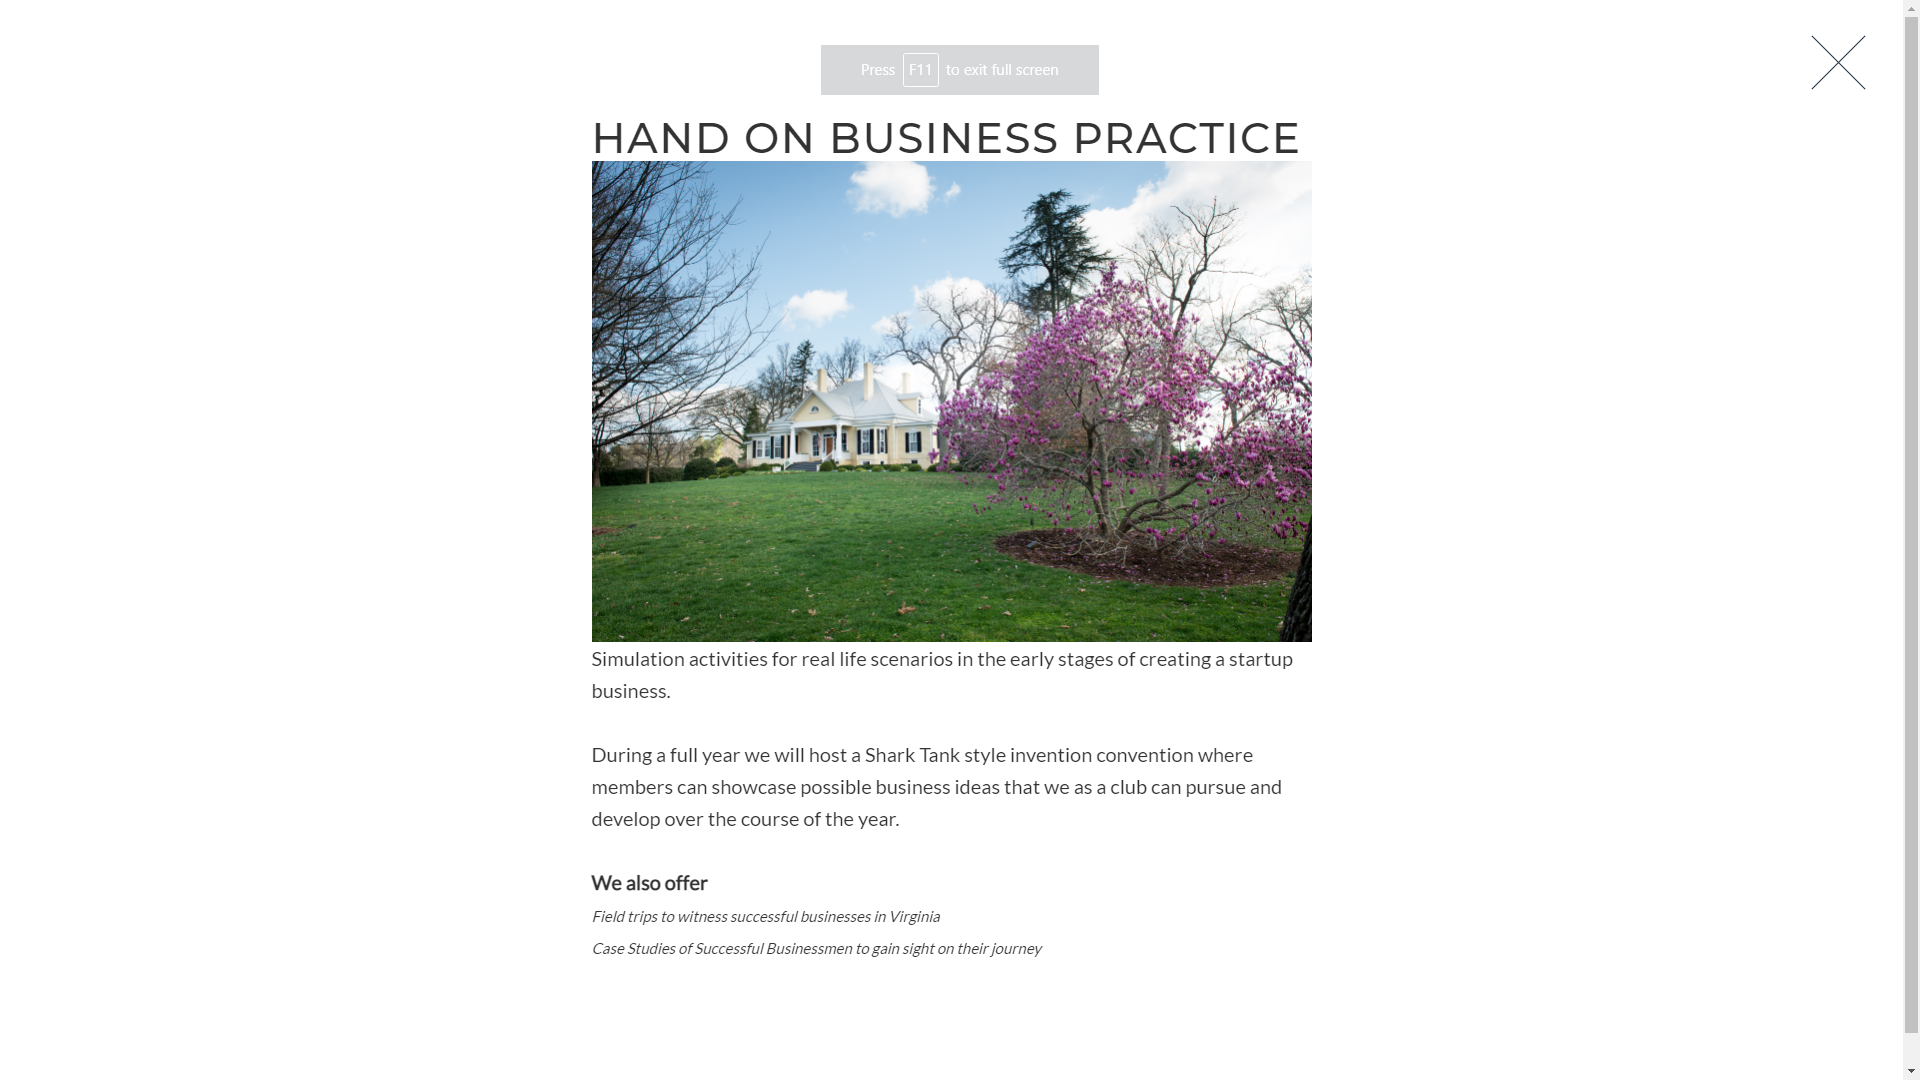 Press F11 to exit full screen
HAND ON BUSINESS PRACTICE
Simulation activities for real life scenarios in the early stages of creating a startup
business.
During a full year we will host a Shark Tank style invention convention where
members can showcase possible business ideas that we as a club can pursue and
develop over the course of the year.
We also offer
Field trips to witness successful businesses in Virginia
Case Studies of Successful Businessmen to gain sight on their journey